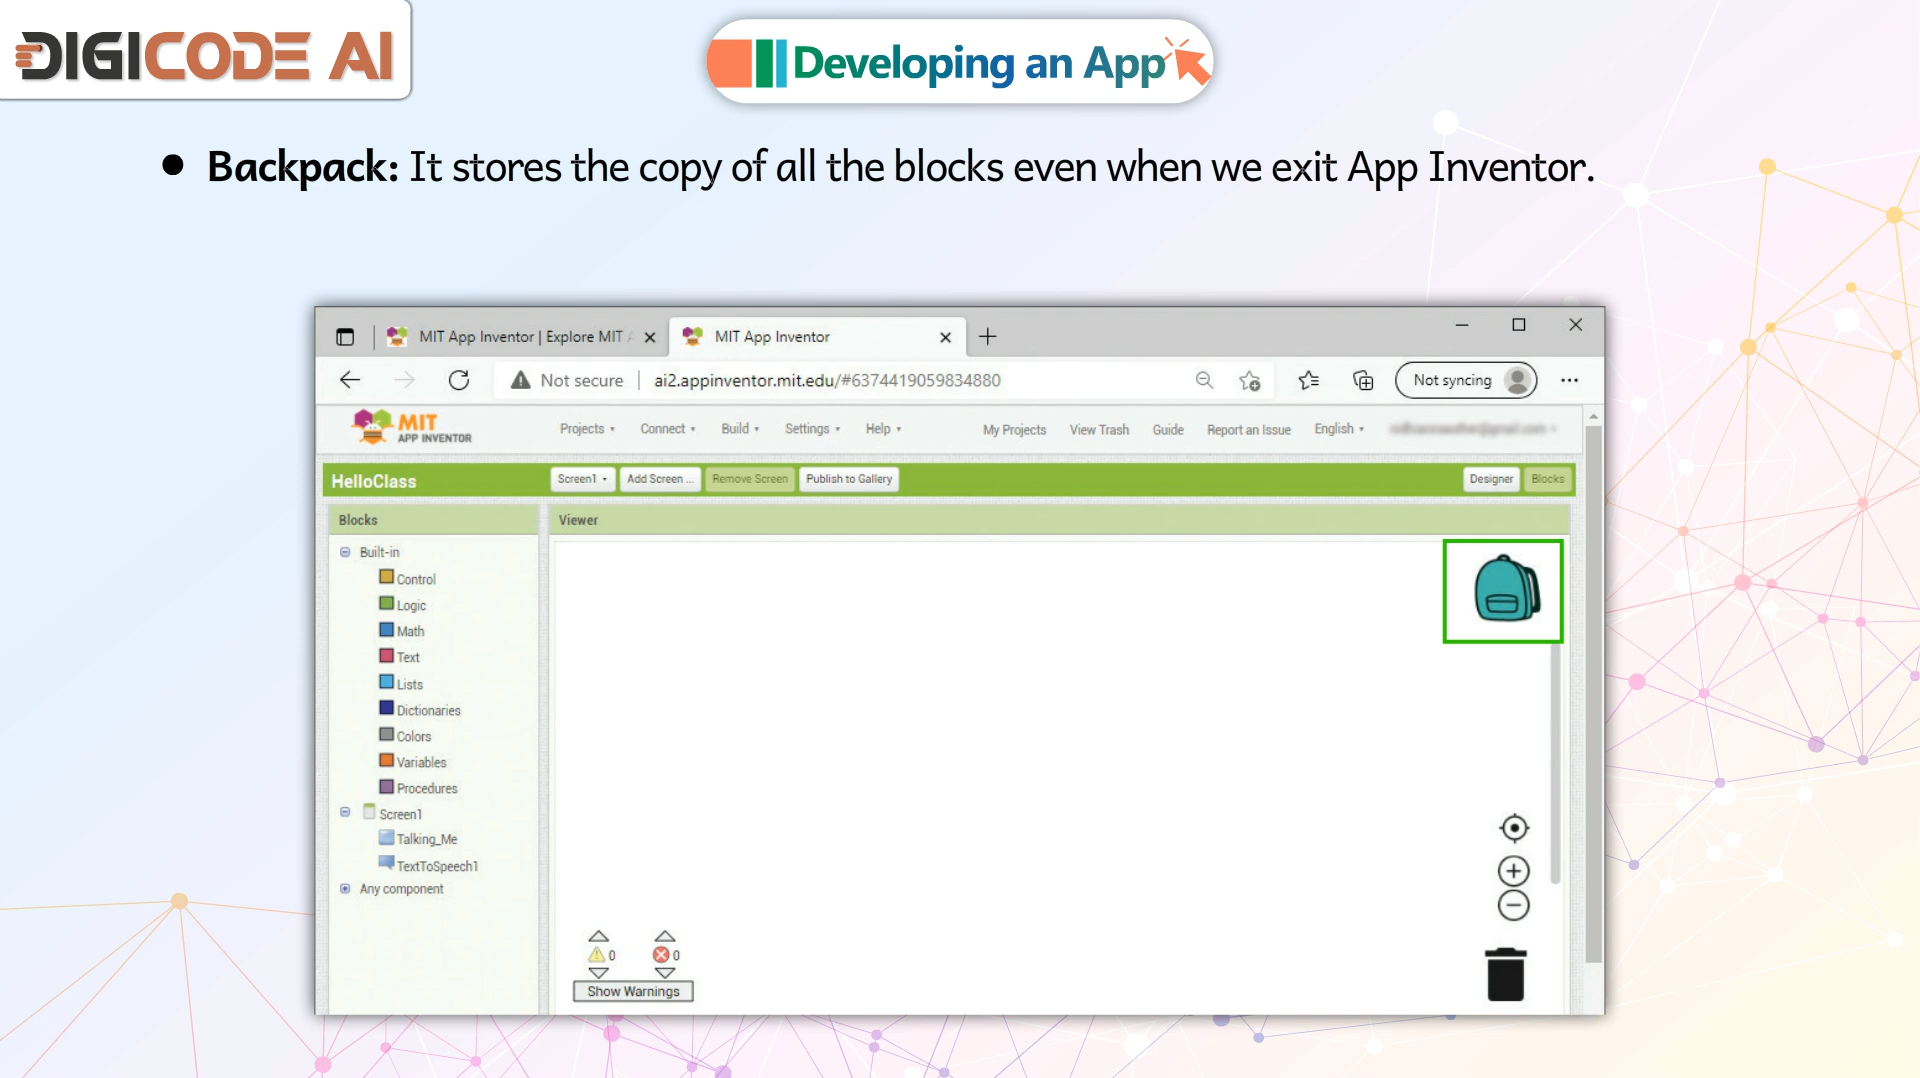 DIGICODE AI
Developing an App
• Backpack: It stores the copy of all the blocks even when we exit App Inventor.
MIT App Inventor | Explore MIT
MIT App Inventor
Not secure
ai2.appinventor.mit.edu/#6374419059834880
Not syncing
MIT
APP INVENTOR
Projects
Connect
Build
Settings
Help
My Projects
View Trash
Guide
Report an Issue
English
HelloClass
Screen1
Add Screen ...
Remove Screen
Publish to Gallery
Designer
Blocks
Blocks
Viewer
Built-in
Control
Logic
Math
Text
Lists
Dictionaries
Colors
Variables
Procedures
Screen1
Talking_Me
TextToSpeech1
Any component
0
0
Show Warnings